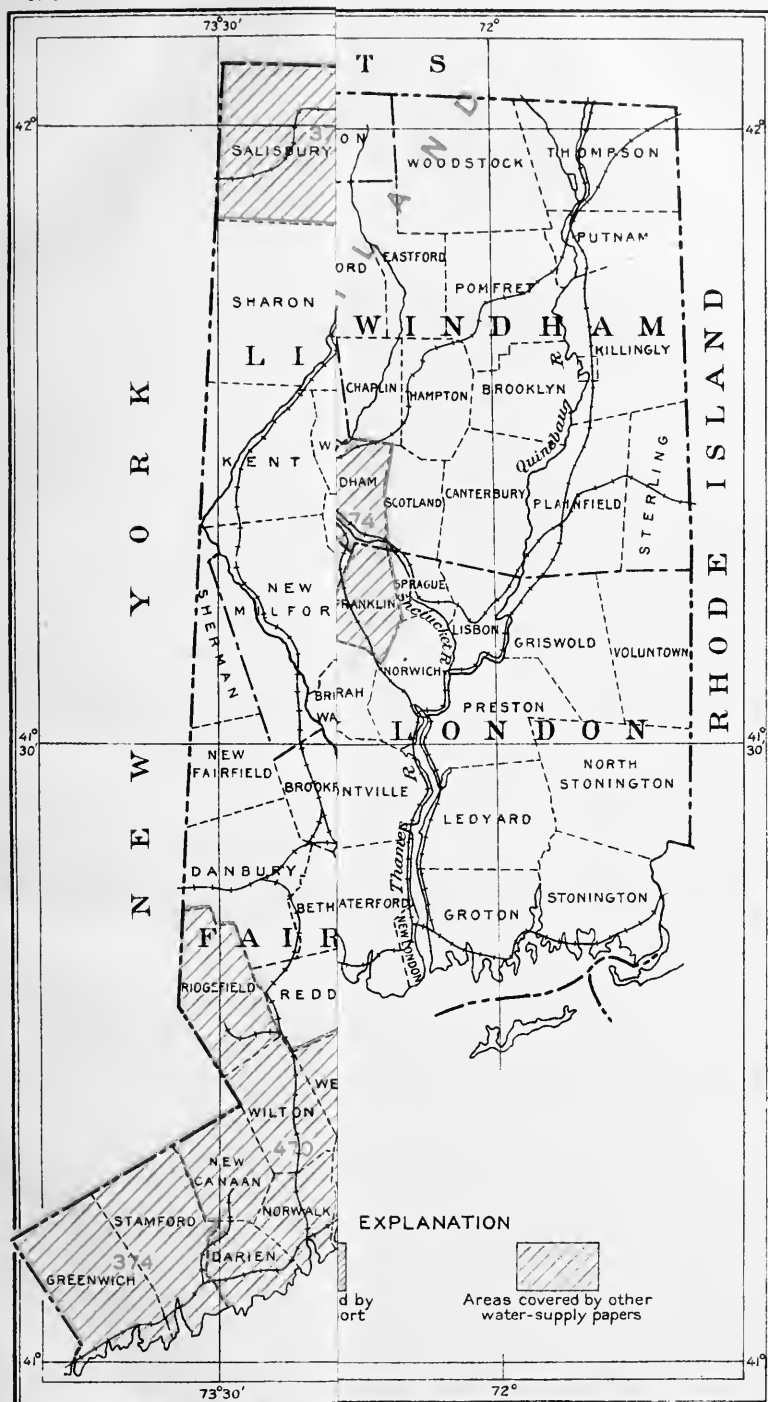 73°30' 72°
T S
42° 42°
SALISBURY ON WOODSTOCK THOMPSON
L A N D
PUTNAM
ORD EASTFORD
POMFRET
SHARON
W I N D H A M
LI KILLINGLY
R.
CHAPLIN HAMPTON BROOKLYN
W
KENT Quinebaug
DHAM SCOTLAND CANTERBURY PLAINFIELD STERLING
374
NEW YORK
RHODE ISLAND
NEW SPRAGUE
MILFOR FRANKLIN Shetucket R. LISBON GRISWOLD VOLUNTOWN
SHERMAN
NORWICH
BRI RAH PRESTON
WA L O N D O N
41° 30' 41° 30'
NEW FAIRFIELD NORTH STONINGTON
BROOKF NTVILLE R.
LEDYARD
DANBURY Thames
BETH ATERFORD GROTON STONINGTON
NEW LONDON
FAIR
RIDGEFIELD REDD
WE
WILTON
470
NEW CANAAN
NORWALK EXPLANATION
STAMFORD
374 DARIEN
GREENWICH
d by Areas covered by other
ort water-supply papers
41° 41°
73°30' 72°